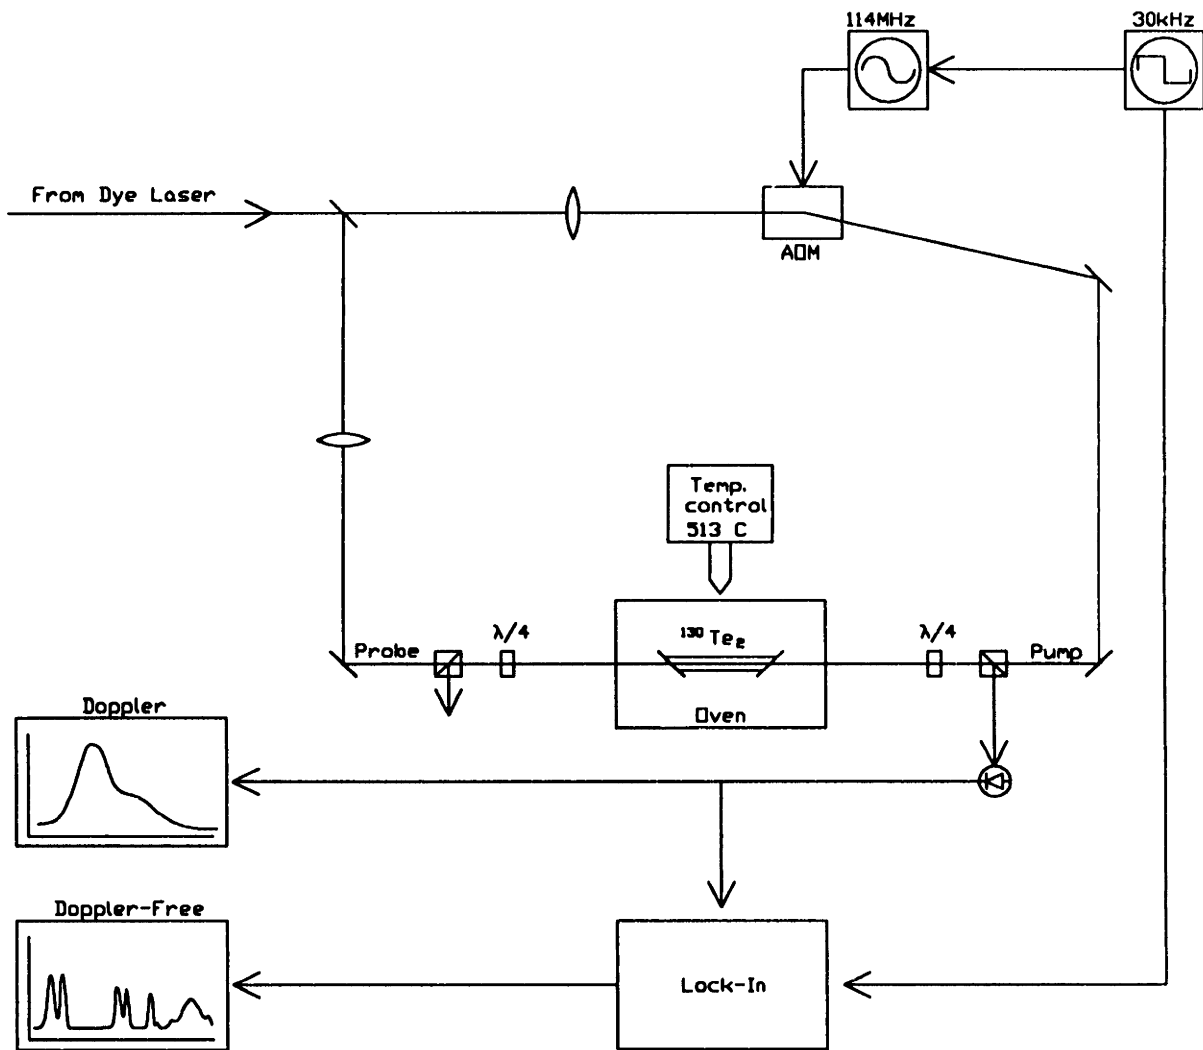 114MHz
30kHz
From Dye Laser
AOM
Temp.
control
513 C
λ/4
¹³⁰Te₂
λ/4
Probe
Pump
Oven
Doppler
Doppler-Free
Lock-In